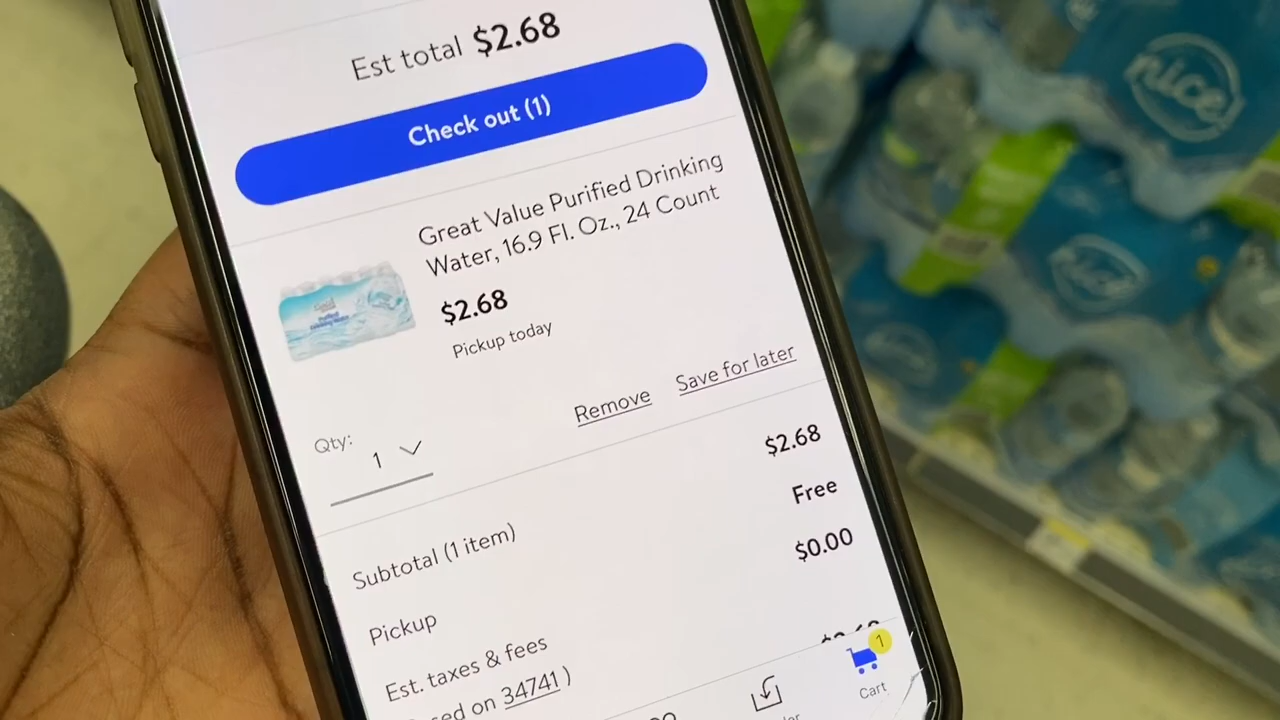 Est total $2.68
Check out (1)
Great Value Purified Drinking
Water, 16.9 Fl. Oz., 24 Count
$2.68
Pickup today
Remove Save for later
Qty:
1
Subtotal (1 item) $2.68
Pickup Free
Est. taxes & fees $0.00
on 34741 )
1
Cart
nice!
nice!